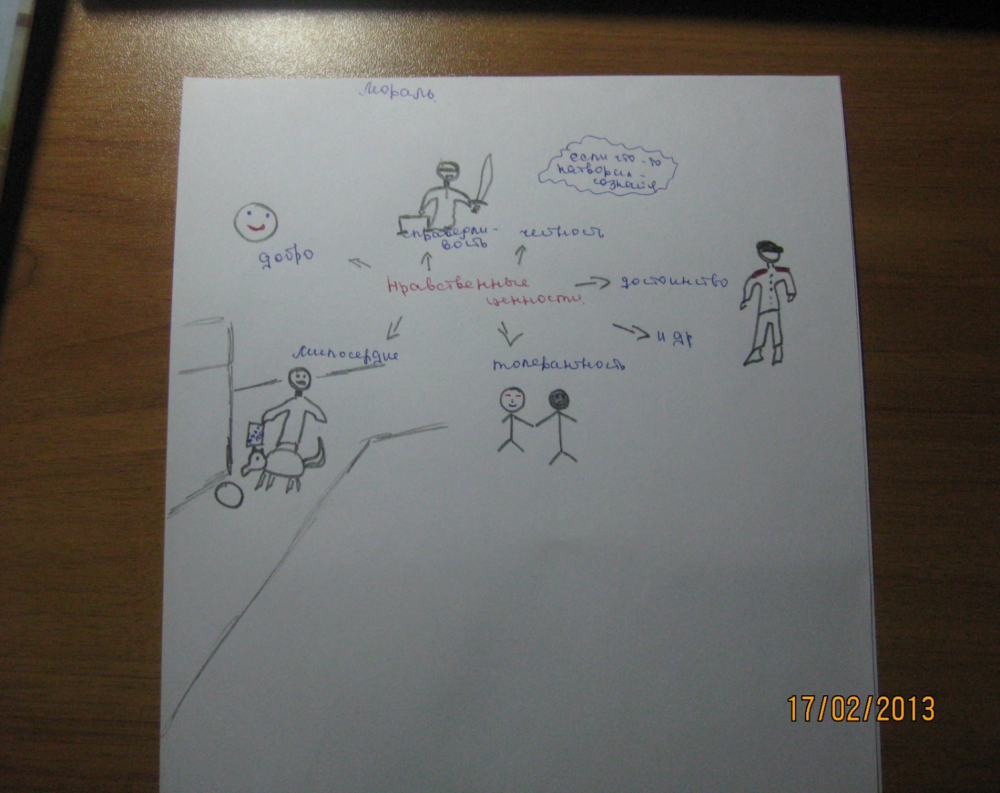 Мораль
если что-то
натворил -
сознайся
справедли-
вость
честность
добро
Нравственные
ценности
достоинство
и др
Милосердие
толерантность
17/02/2013